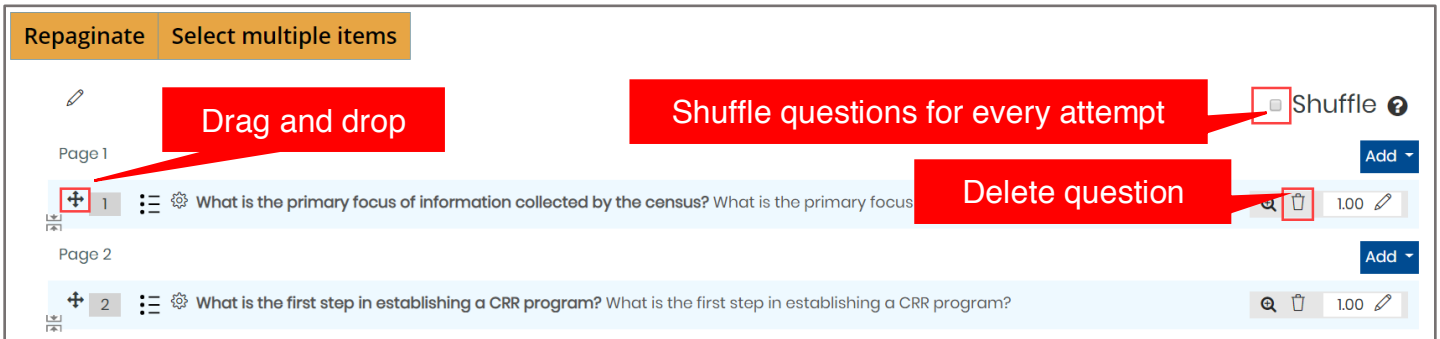 Repaginate Select multiple items
Drag and drop
Shuffle questions for every attempt
Shuffle
Page 1
Add
Delete question
1 What is the primary focus of information collected by the census? What is the primary focus 1.00
Page 2
Add
2 What is the first step in establishing a CRR program? What is the first step in establishing a CRR program? 1.00